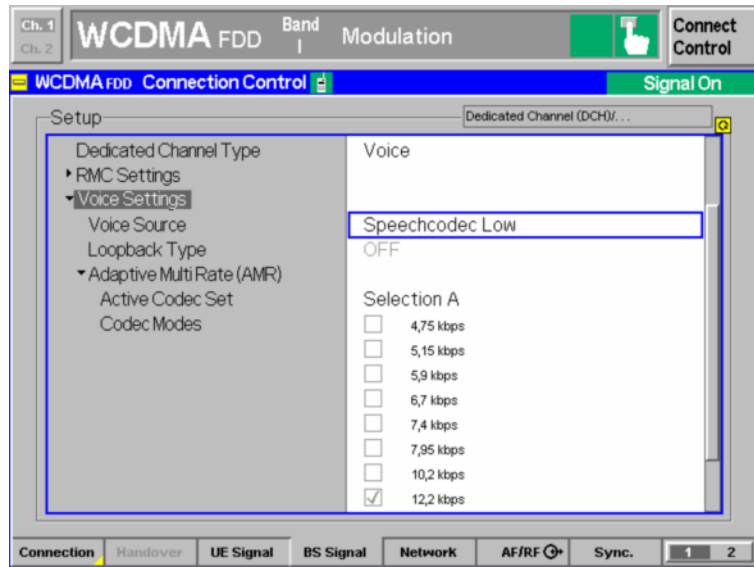 Ch. 1
Ch. 2
WCDMA FDD Band I Modulation
Connect Control
WCDMA FDD Connection Control
Signal On
Setup
Dedicated Channel (DCH)/. . .
Dedicated Channel Type Voice
RMC Settings
Voice Settings
Voice Source Speechcodec Low
Loopback Type OFF
Adaptive Multi Rate (AMR)
Active Codec Set Selection A
Codec Modes 4,75 kbps
5,15 kbps
5,9 kbps
6,7 kbps
7,4 kbps
7,95 kbps
10,2 kbps
12,2 kbps
Connection Handover UE Signal BS Signal Network AF/RF Sync. 1 2